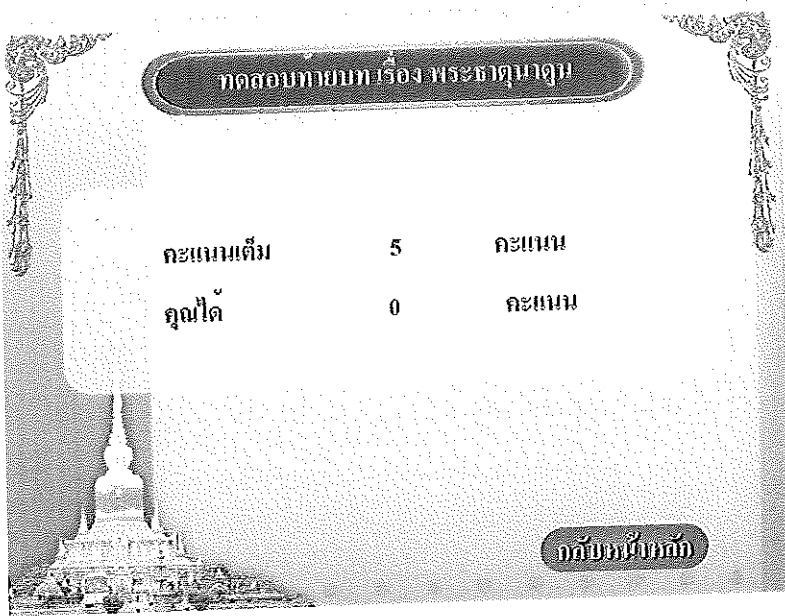 ทดสอบท้ายบท เรื่อง พระธาตุนาดูน
คะแนนเต็ม 5 คะแนน
คุณได้ 0 คะแนน
กลับหน้าหลัก